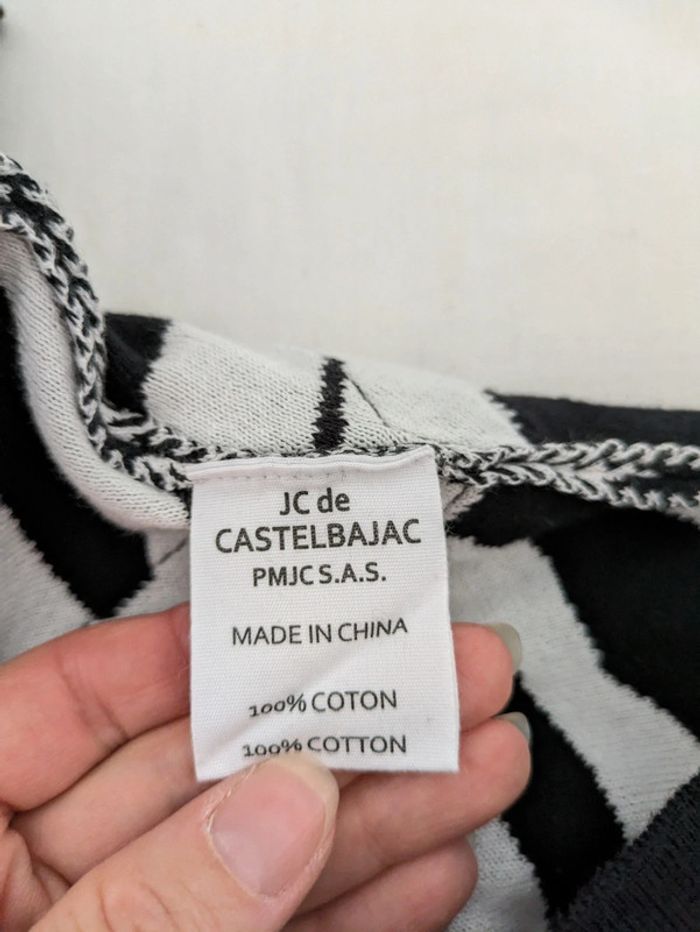 JC de
CASTELBAJAC
PMJC S.A.S.
MADE IN CHINA
100% COTON
100% COTTON